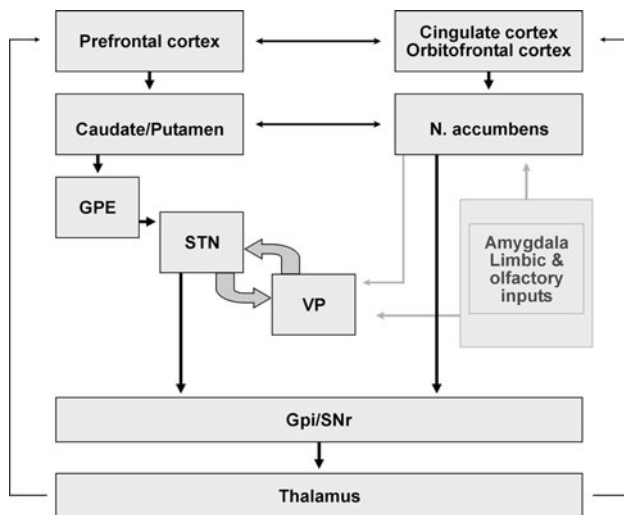 Prefrontal cortex
Cingulate cortex
Orbitofrontal cortex
Caudate/Putamen
N. accumbens
GPE
STN
Amygdala
Limbic &
olfactory
inputs
VP
Gpi/SNr
Thalamus